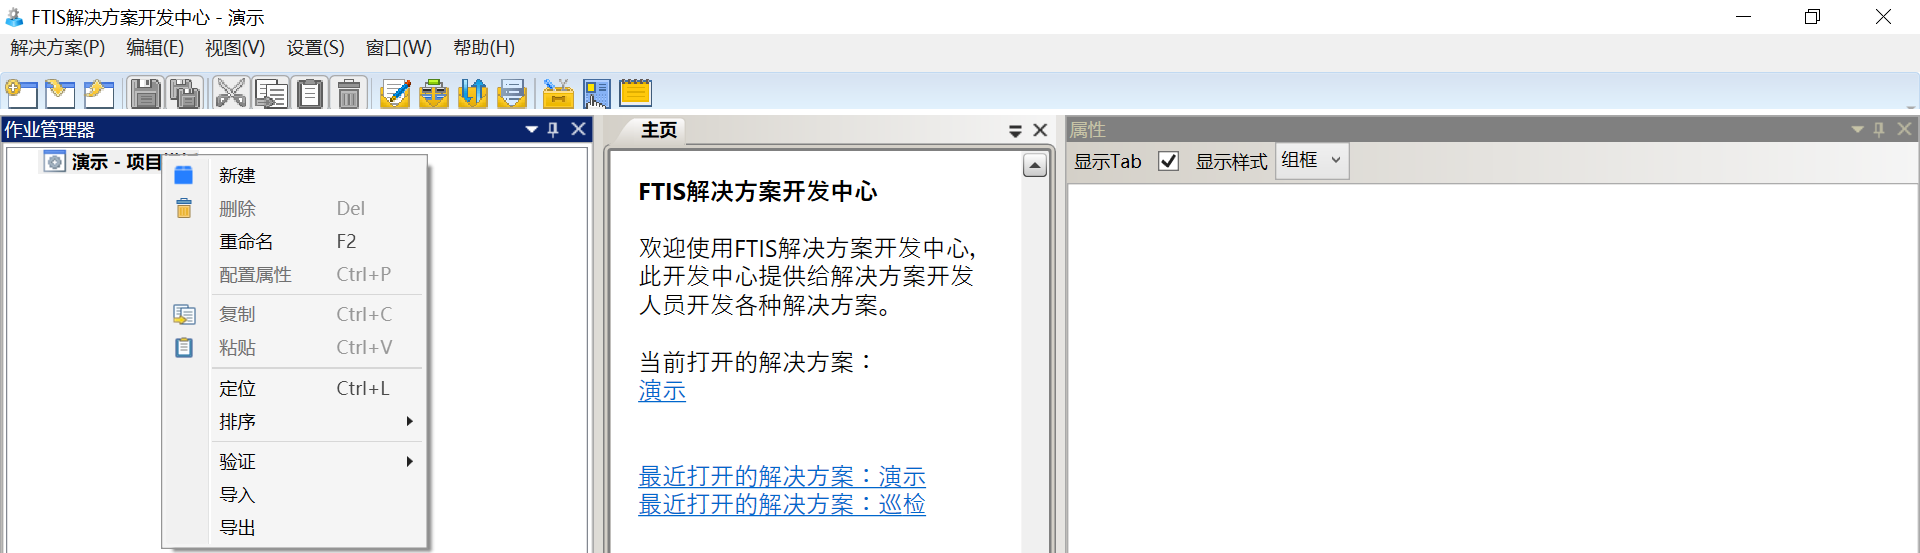 FTIS解决方案开发中心 - 演示
解决方案(P) 编辑(E) 视图(V) 设置(S) 窗口(W) 帮助(H)
作业管理器
演示 - 项目
新建
删除 Del
重命名 F2
配置属性 Ctrl+P
复制 Ctrl+C
粘贴 Ctrl+V
定位 Ctrl+L
排序
验证
导入
导出
主页
FTIS解决方案开发中心
欢迎使用FTIS解决方案开发中心,
此开发中心提供给解决方案开发
人员开发各种解决方案。
当前打开的解决方案：
演示
最近打开的解决方案：演示
最近打开的解决方案：巡检
属性
显示Tab 显示样式 组框